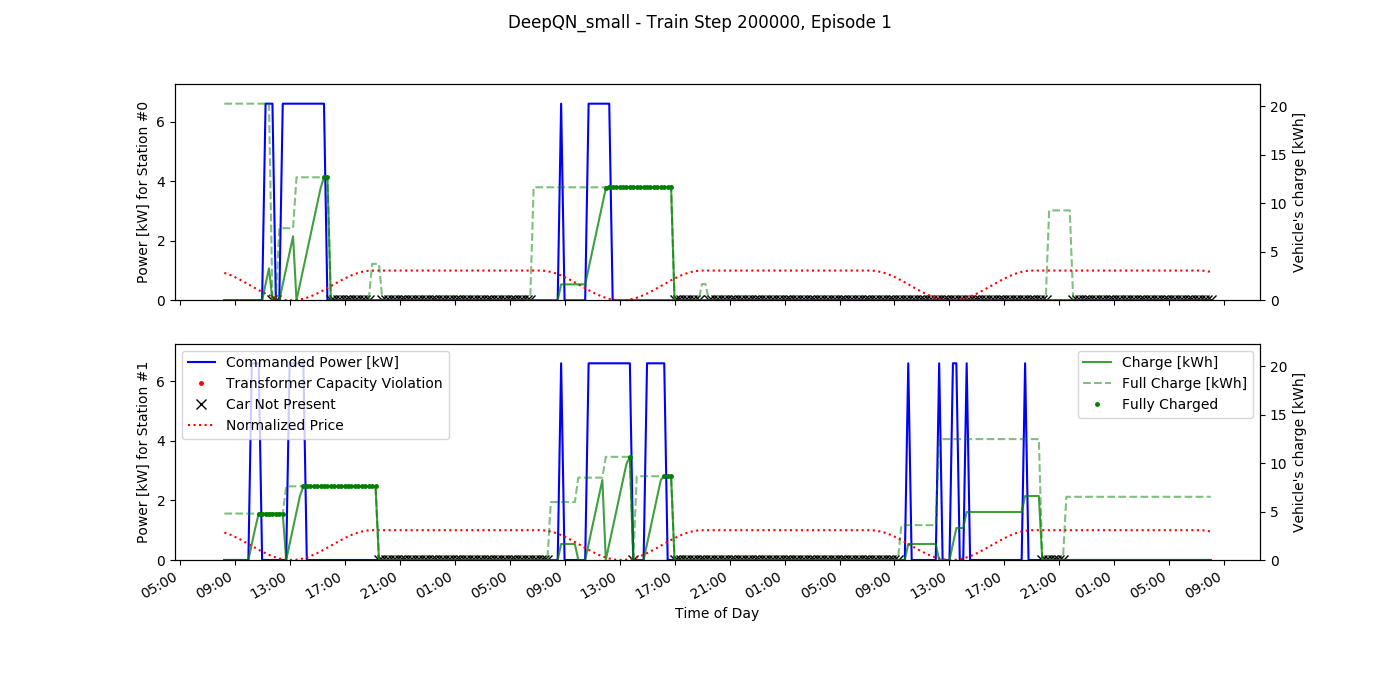 DeepQN_small - Train Step 200000, Episode 1
Power [kW] for Station #0
6
4
2
0
20
15
10
5
0
Vehicle's charge [kWh]
Power [kW] for Station #1
6
4
2
0
Commanded Power [kW]
Transformer Capacity Violation
Car Not Present
Normalized Price
Charge [kWh]
Full Charge [kWh]
Fully Charged
20
15
10
5
0
Vehicle's charge [kWh]
05:00 09:00 13:00 17:00 21:00 01:00 05:00 09:00 13:00 17:00 21:00 01:00 05:00 09:00 13:00 17:00 21:00 01:00 05:00 09:00
Time of Day